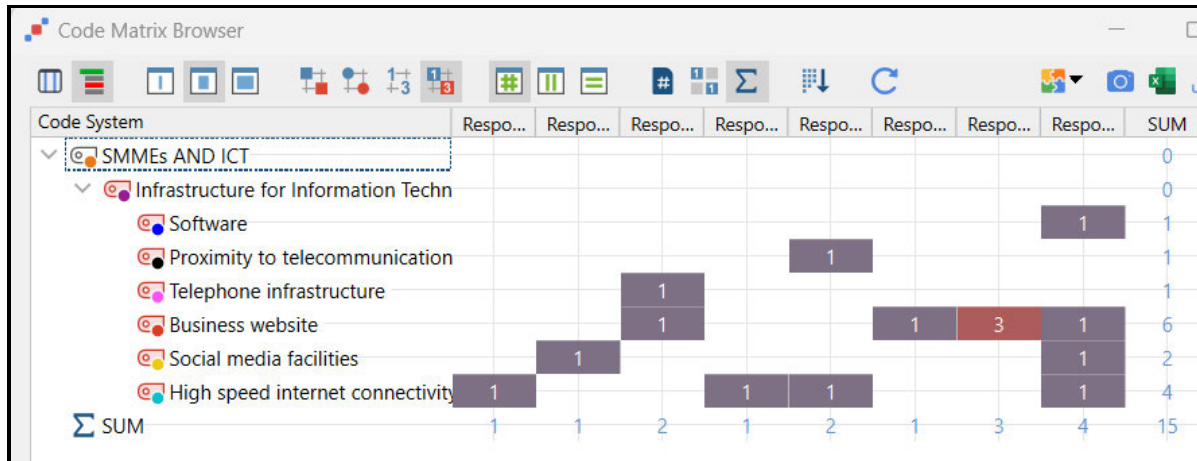 Code Matrix Browser
Code System Respo... Respo... Respo... Respo... Respo... Respo... Respo... Respo... SUM
SMMEs AND ICT 0
Infrastructure for Information Techn 0
Software 1 1
Proximity to telecommunication 1 1
Telephone infrastructure 1 1
Business website 1 1 3 1 6
Social media facilities 1 1 2
High speed internet connectivity 1 1 1 1 4
Σ SUM 1 1 2 1 2 1 3 4 15